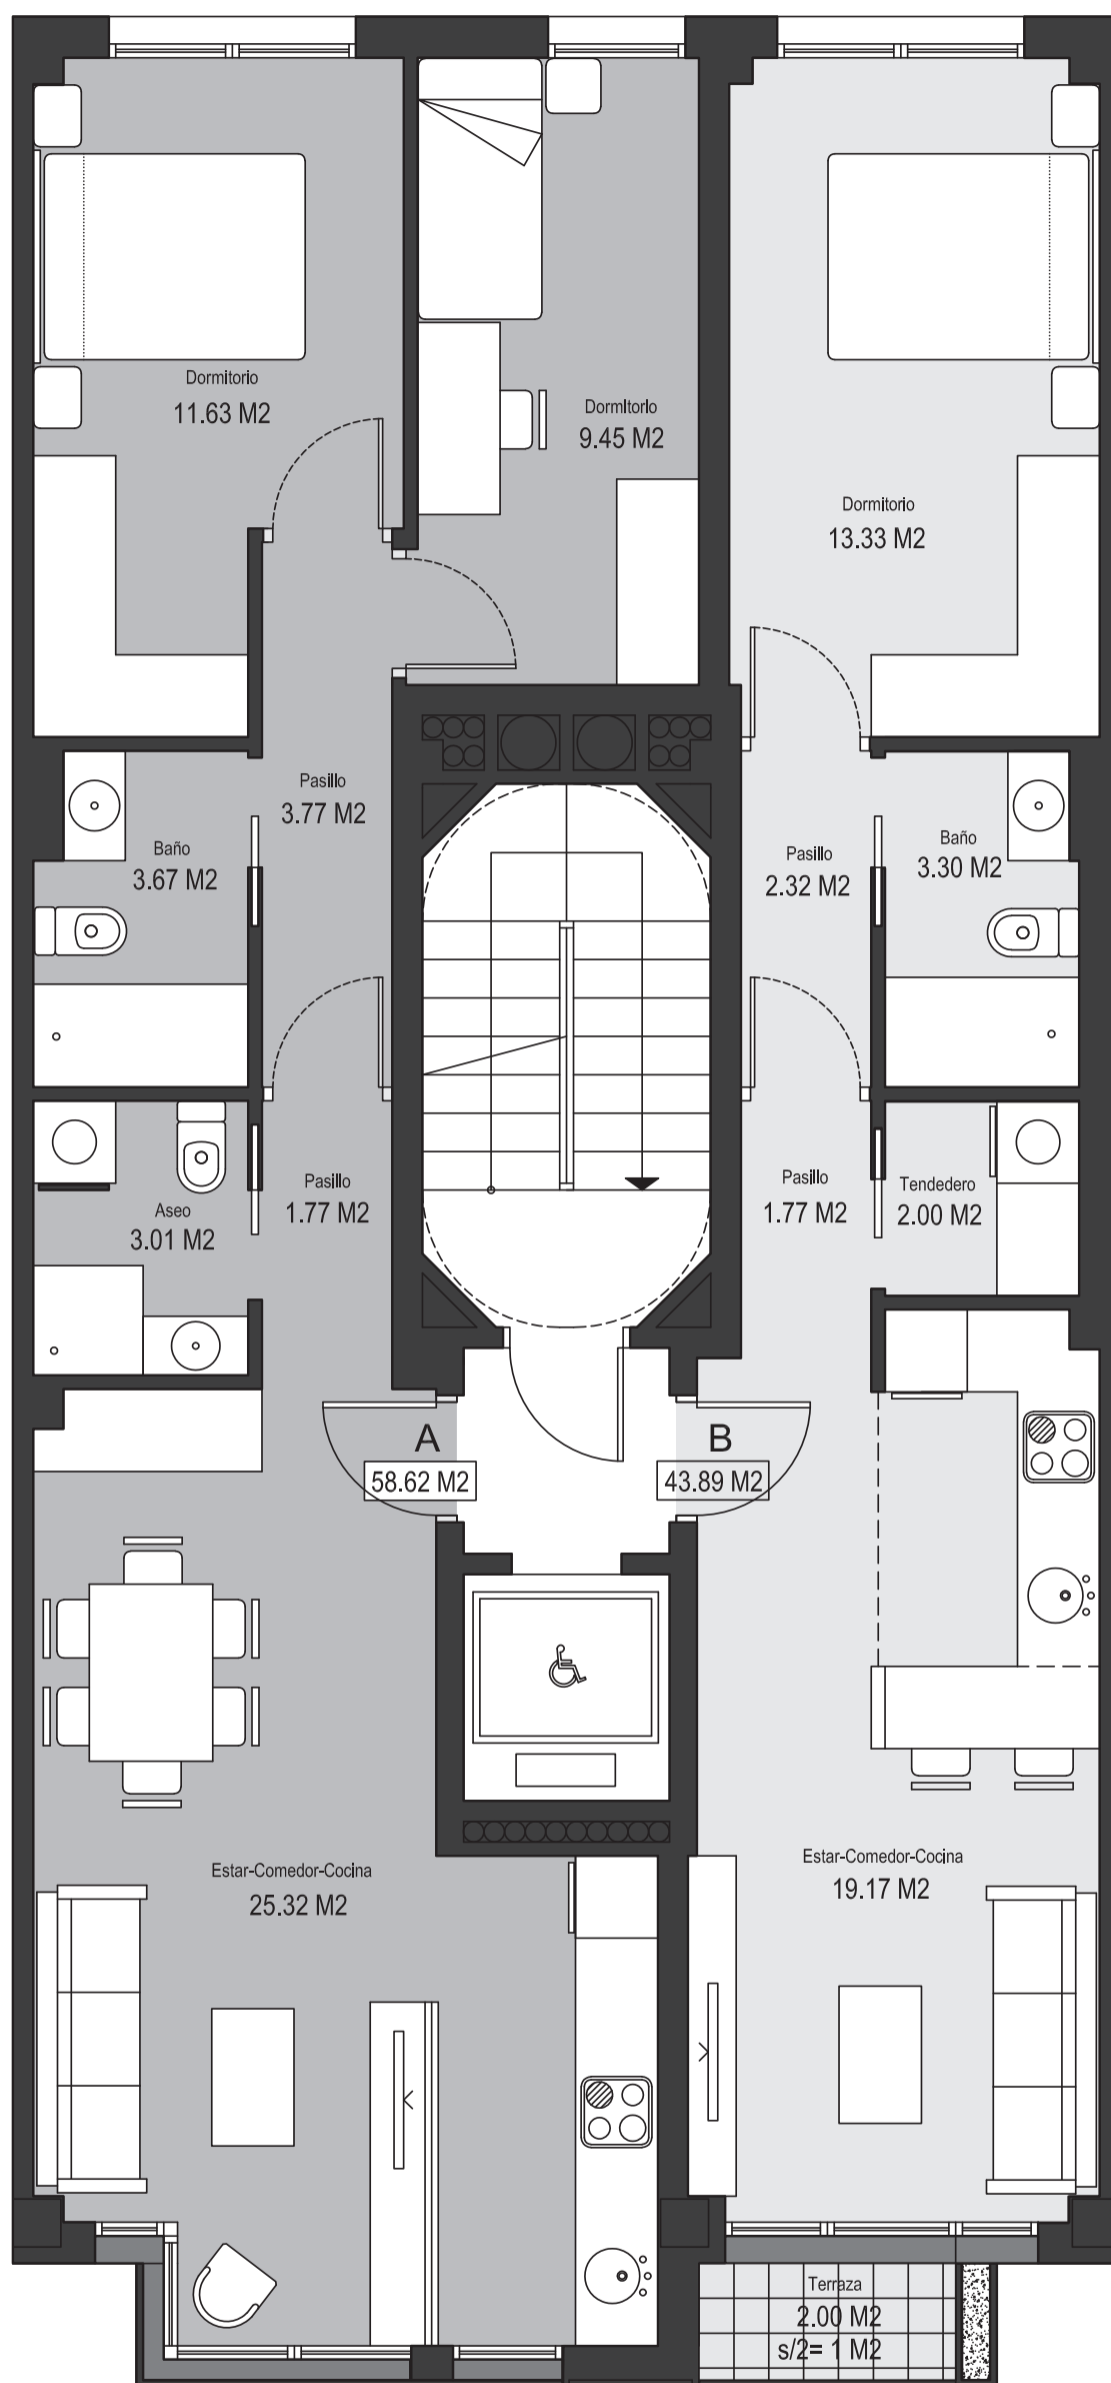 Dormitorio
11.63 M2
Dormitorio
9.45 M2
Dormitorio
13.33 M2
Pasillo
3.77 M2
Baño
3.67 M2
Pasillo
2.32 M2
Baño
3.30 M2
Pasillo
1.77 M2
Aseo
3.01 M2
Pasillo
1.77 M2
Tendedero
2.00 M2
A
58.62 M2
B
43.89 M2
Estar-Comedor-Cocina
25.32 M2
Estar-Comedor-Cocina
19.17 M2
Terraza
2.00 M2
s/2= 1 M2